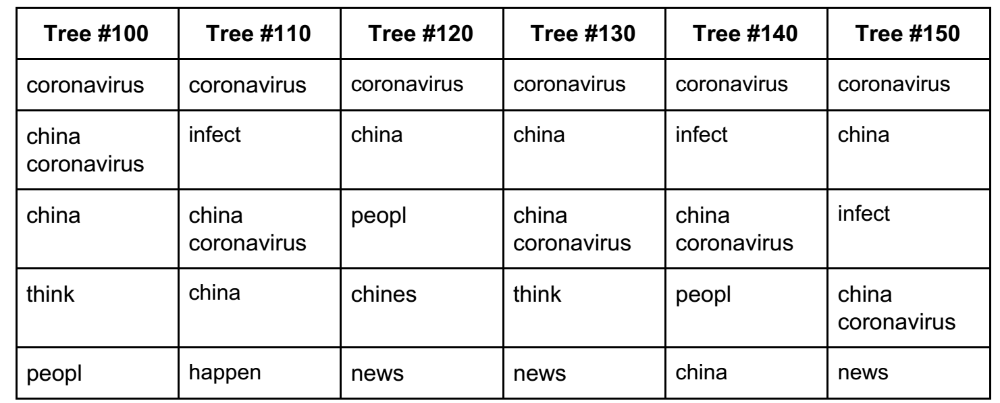 Tree #100 Tree #110 Tree #120 Tree #130 Tree #140 Tree #150
coronavirus coronavirus coronavirus coronavirus coronavirus coronavirus
china coronavirus infect china china infect china
china china coronavirus peopl china coronavirus china coronavirus infect
think china chines think peopl china coronavirus
peopl happen news news china news